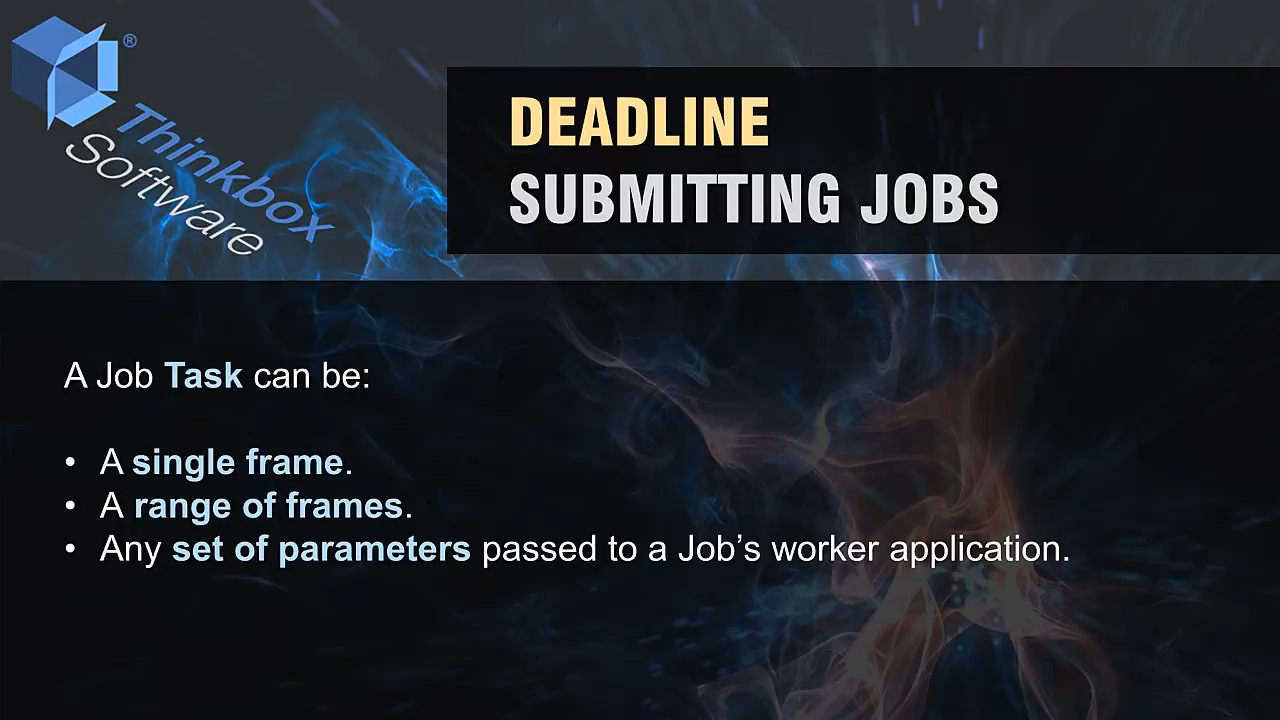 ®
Thinkbox
Software
DEADLINE
SUBMITTING JOBS
A Job Task can be:
• A single frame.
• A range of frames.
• Any set of parameters passed to a Job’s worker application.